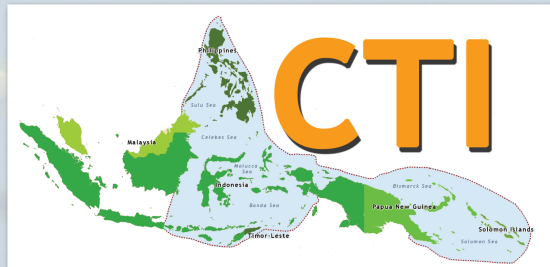 CTI
Philippines
Sulu Sea
Celebes Sea
Malaysia
Molucca
Sea
Indonesia
Banda Sea
Timor-Leste
Bismarck Sea
Papua New Guinea
Solomon Islands
Solomon Sea